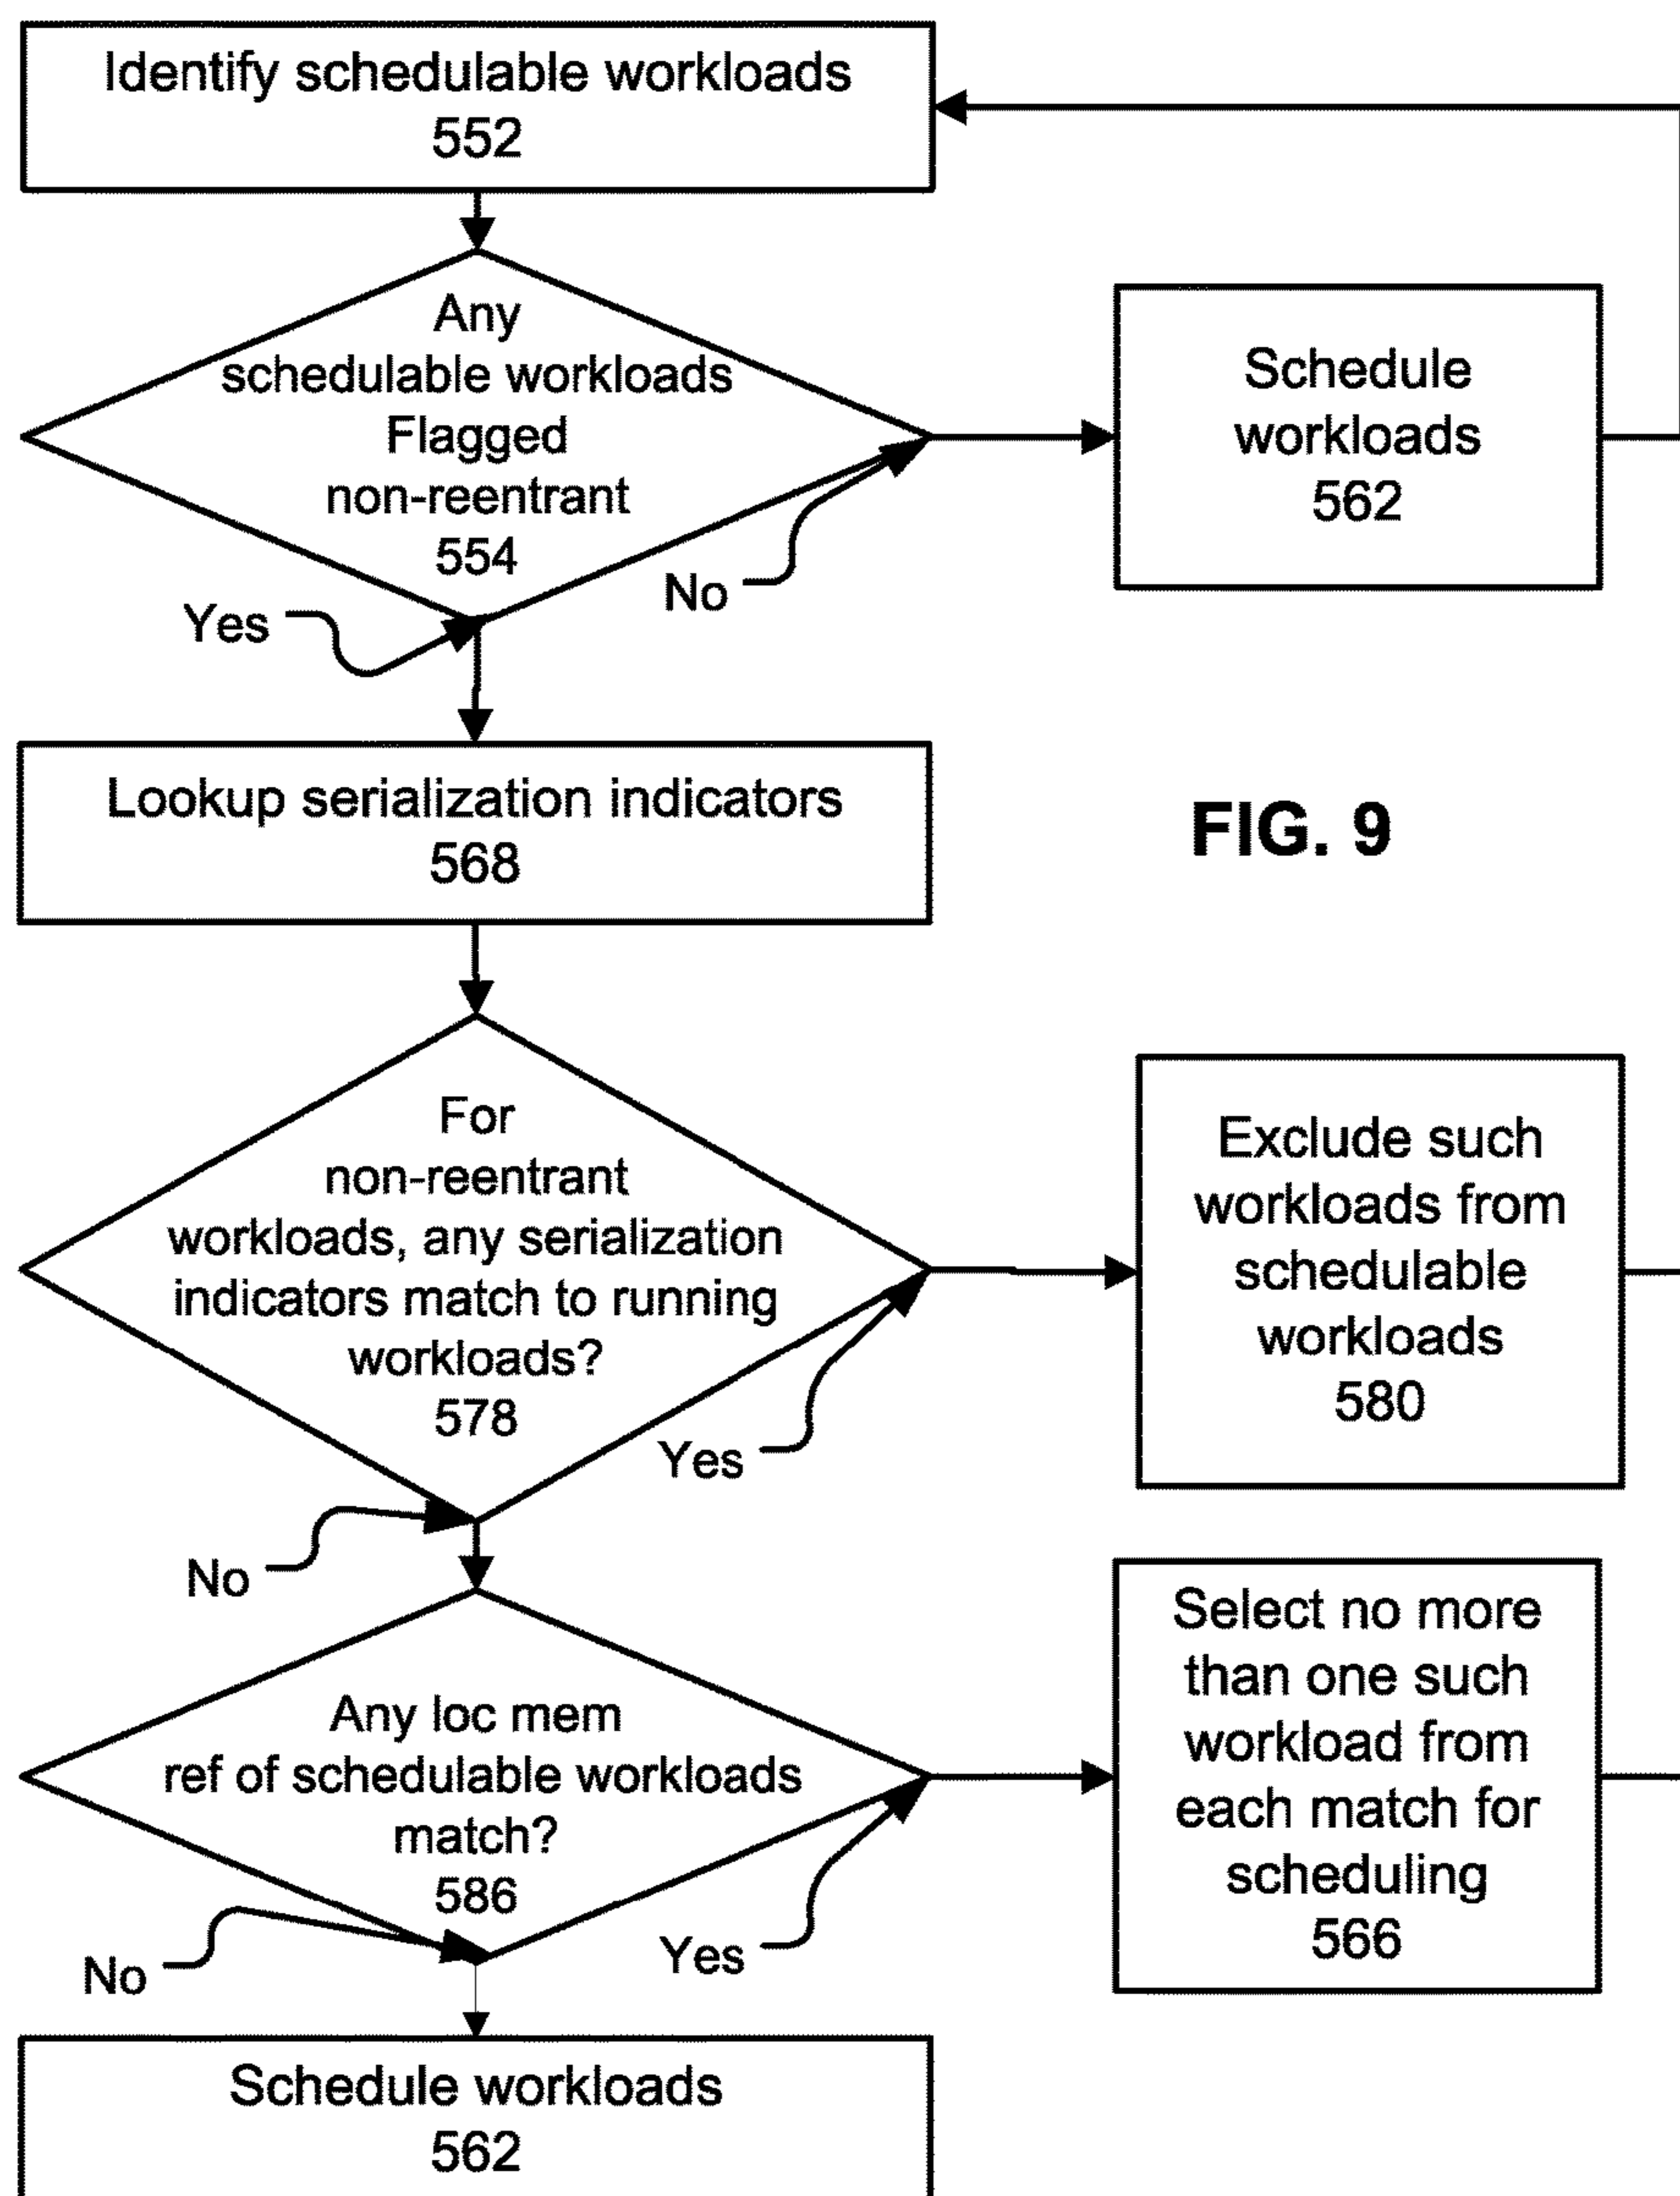 Identify schedulable workloads
552
Any
schedulable workloads
Flagged
non-reentrant
554
No
Yes
Schedule
workloads
562
Lookup serialization indicators
568
FIG. 9
For
non-reentrant
workloads, any serialization
indicators match to running
workloads?
578
Yes
No
Exclude such
workloads from
schedulable
workloads
580
Any loc mem
ref of schedulable workloads
match?
586
Yes
No
Select no more
than one such
workload from
each match for
scheduling
566
Schedule workloads
562